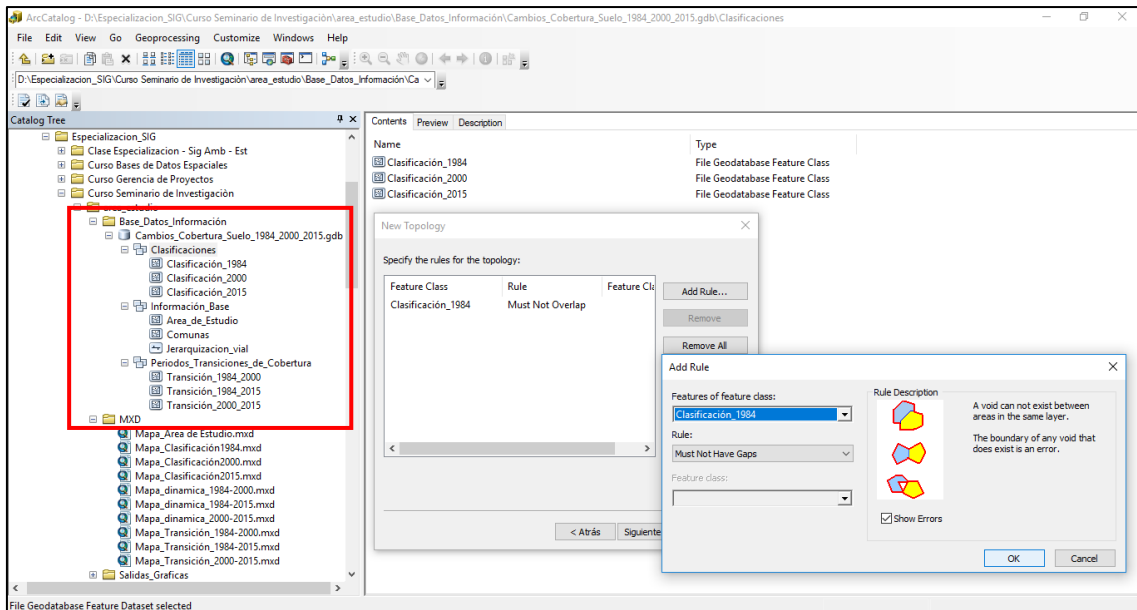 ArcCatalog - D:\Especializacion_SIG\Curso Seminario de Investigación\area_estudio\Base_Datos_Información\Cambios_Cobertura_Suelo_1984_2000_2015.gdb\Clasificaciones
File Edit View Go Geoprocessing Customize Windows Help
D:\Especializacion_SIG\Curso Seminario de Investigación\area_estudio\Base_Datos_Información\Ca
Catalog Tree
Especializacion_SIG
Clase Especializacion - Sig Amb - Est
Curso Bases de Datos Espaciales
Curso Gerencia de Proyectos
Curso Seminario de Investigación
area_estudio
Base_Datos_Información
Cambios_Cobertura_Suelo_1984_2000_2015.gdb
Clasificaciones
Clasificación_1984
Clasificación_2000
Clasificación_2015
Información_Base
Area_de_Estudio
Comunas
Jerarquizacion_vial
Periodos_Transiciones_de_Cobertura
Transición_1984_2000
Transición_1984_2015
Transición_2000_2015
MXD
Mapa_Area de Estudio.mxd
Mapa_Clasificación1984.mxd
Mapa_Clasificación2000.mxd
Mapa_Clasificación2015.mxd
Mapa_dinamica_1984-2000.mxd
Mapa_dinamica_1984-2015.mxd
Mapa_dinamica_2000-2015.mxd
Mapa_Transición_1984-2000.mxd
Mapa_Transición_1984-2015.mxd
Mapa_Transición_2000-2015.mxd
Salidas_Graficas
Contents Preview Description
Name Type
Clasificación_1984 File Geodatabase Feature Class
Clasificación_2000 File Geodatabase Feature Class
Clasificación_2015 File Geodatabase Feature Class
New Topology
Specify the rules for the topology:
Feature Class Rule Feature Cla
Clasificación_1984 Must Not Overlap
Add Rule...
Remove
Remove All
< Atrás Siguiente
Add Rule
Features of feature class:
Clasificación_1984
Rule:
Must Not Have Gaps
Feature class:
Rule Description
A void can not exist between
areas in the same layer.
The boundary of any void that
does exist is an error.
Show Errors
OK Cancel
File Geodatabase Feature Dataset selected